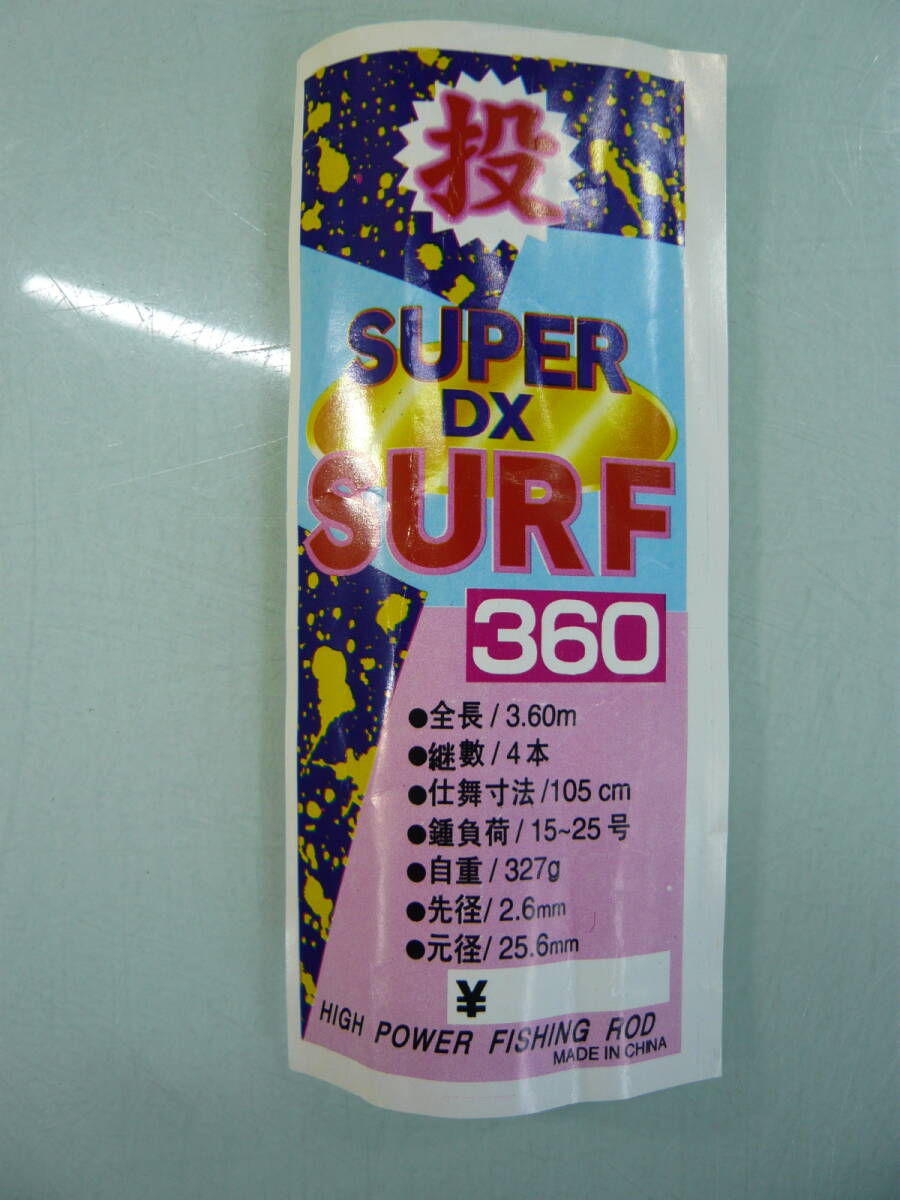 投
SUPER
DX
SURF
360
●全長/3.60m
●継數/4本
●仕舞寸法/105cm
●錘負荷/15~25号
●自重/327g
●先径/2.6mm
●元径/25.6mm
¥
HIGH POWER FISHING ROD
MADE IN CHINA